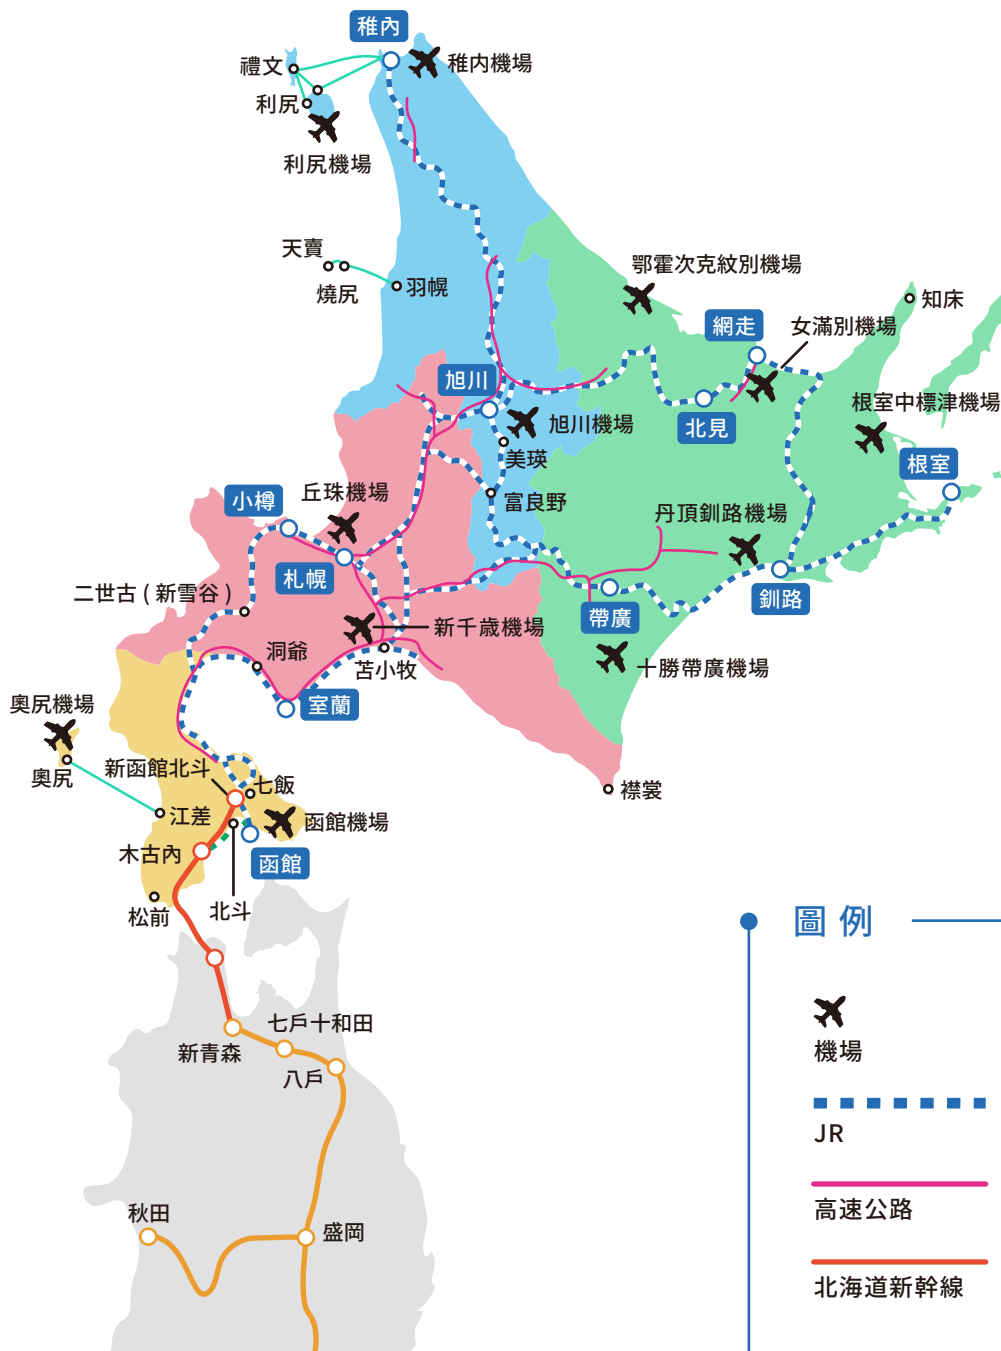 稚內
稚内機場
禮文
利尻
利尻機場
天賣
燒尻
羽幌
鄂霍次克紋別機場
知床
網走
女滿別機場
旭川
旭川機場
北見
根室中標津機場
美瑛
根室
小樽
丘珠機場
富良野
丹頂釧路機場
札幌
二世古 ( 新雪谷 )
帶廣
釧路
新千歲機場
洞爺
苫小牧
十勝帶廣機場
室蘭
奧尻機場
新函館北斗
奧尻
七飯
襟裳
江差
函館機場
木古內
函館
松前
北斗
七戶十和田
新青森
八戶
秋田
盛岡
圖例
機場
JR
高速公路
北海道新幹線